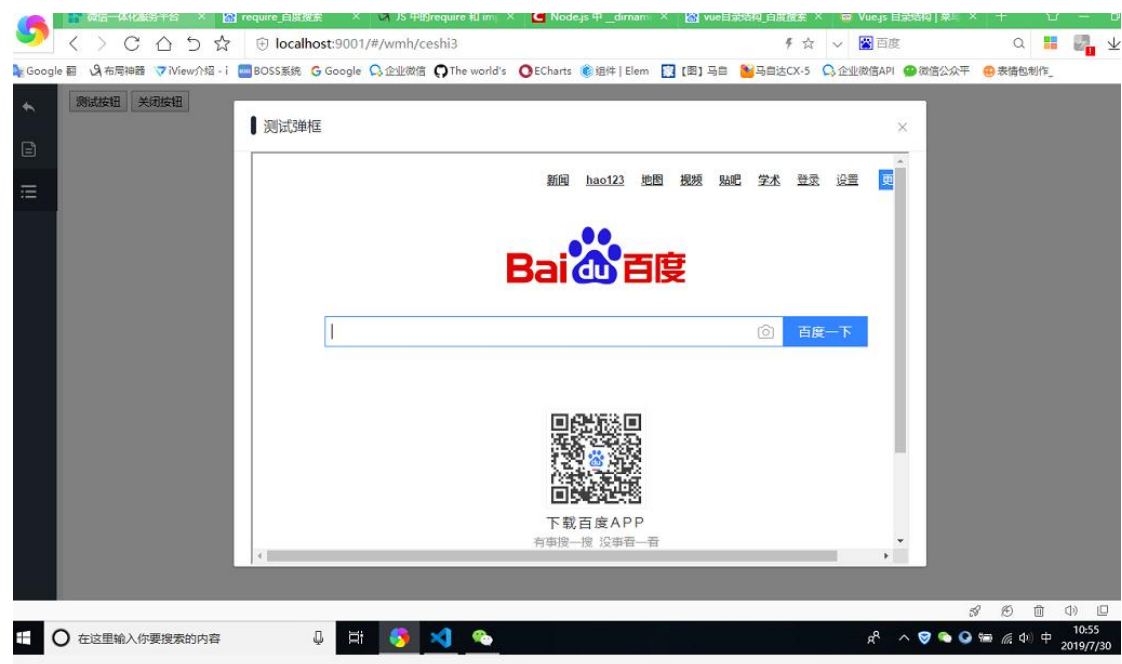 微信一体化服务平台 × require_百度搜索 × JS 中的require 和 imp × Node.js 中 __dirnam × vue目录结构_百度搜索 × Vue.js 目录结构 | 菜鸟 ×
localhost:9001/#/wmh/ceshi3 百度
Google 翻 布局神器 iView介绍 - i BOSS系统 Google 企业微信 The world's ECharts 组件 | Elem 【图】马自 马自达CX-5 企业微信API 微信公众平 表情包制作_
测试按钮 关闭按钮
测试弹框
新闻 hao123 地图 视频 贴吧 学术 登录 设置 更
Bai du 百度
百度一下
下载百度APP
有事搜一搜 没事看一看
在这里输入你要搜索的内容 中 10:55
2019/7/30